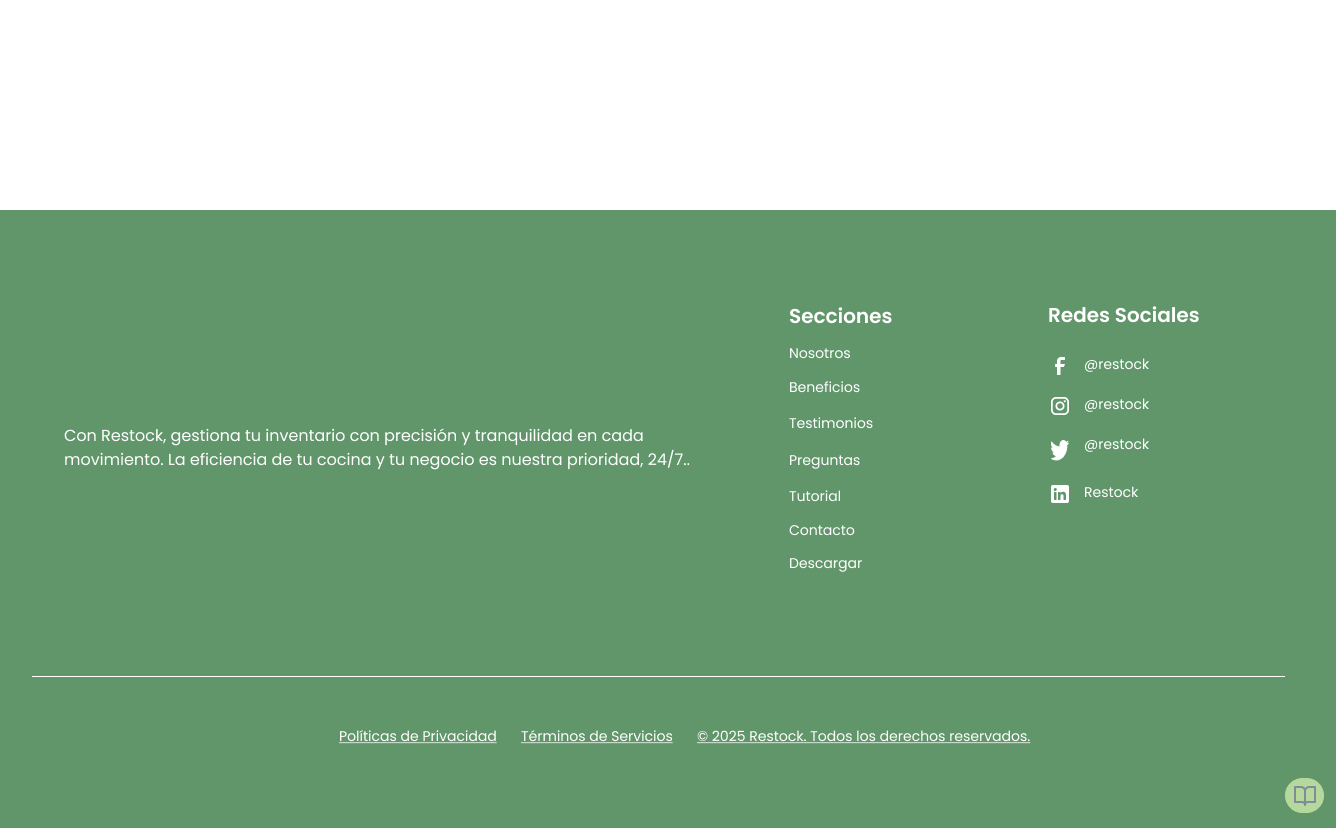 Con Restock, gestiona tu inventario con precisión y tranquilidad en cada
movimiento. La eficiencia de tu cocina y tu negocio es nuestra prioridad, 24/7..
Secciones
Nosotros
Beneficios
Testimonios
Preguntas
Tutorial
Contacto
Descargar
Redes Sociales
@restock
@restock
@restock
Restock
Políticas de Privacidad
Términos de Servicios
© 2025 Restock. Todos los derechos reservados.